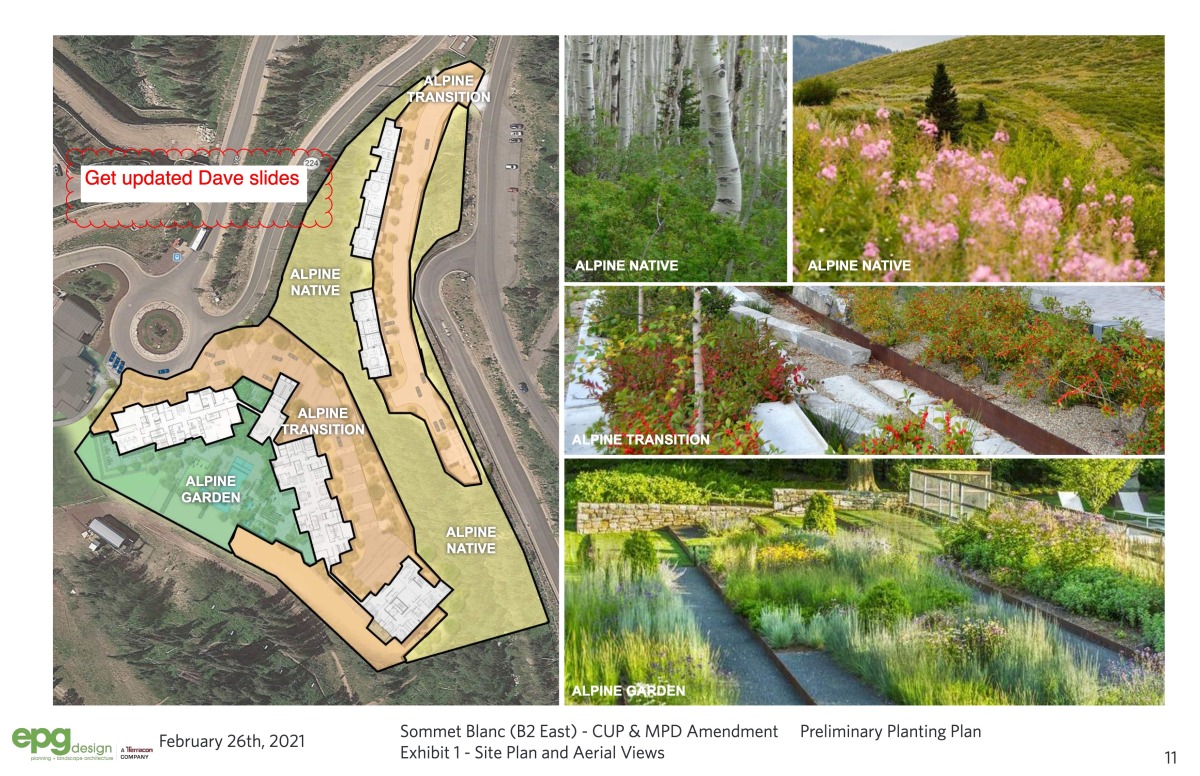 ALPINE
TRANSITION
224
Get updated Dave slides
ALPINE
NATIVE
ALPINE
TRANSITION
ALPINE
GARDEN
ALPINE
NATIVE
ALPINE NATIVE
ALPINE NATIVE
ALPINE TRANSITION
ALPINE GARDEN
epg design
planning + landscape architecture
A Terracon
COMPANY
February 26th, 2021
Sommet Blanc (B2 East) - CUP & MPD Amendment Preliminary Planting Plan
Exhibit 1 - Site Plan and Aerial Views
11